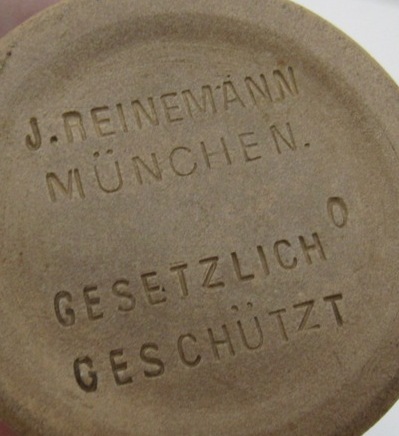 J. REINEMANN
MÜNCHEN.
O
GESETZLICH
GESCHÜTZT